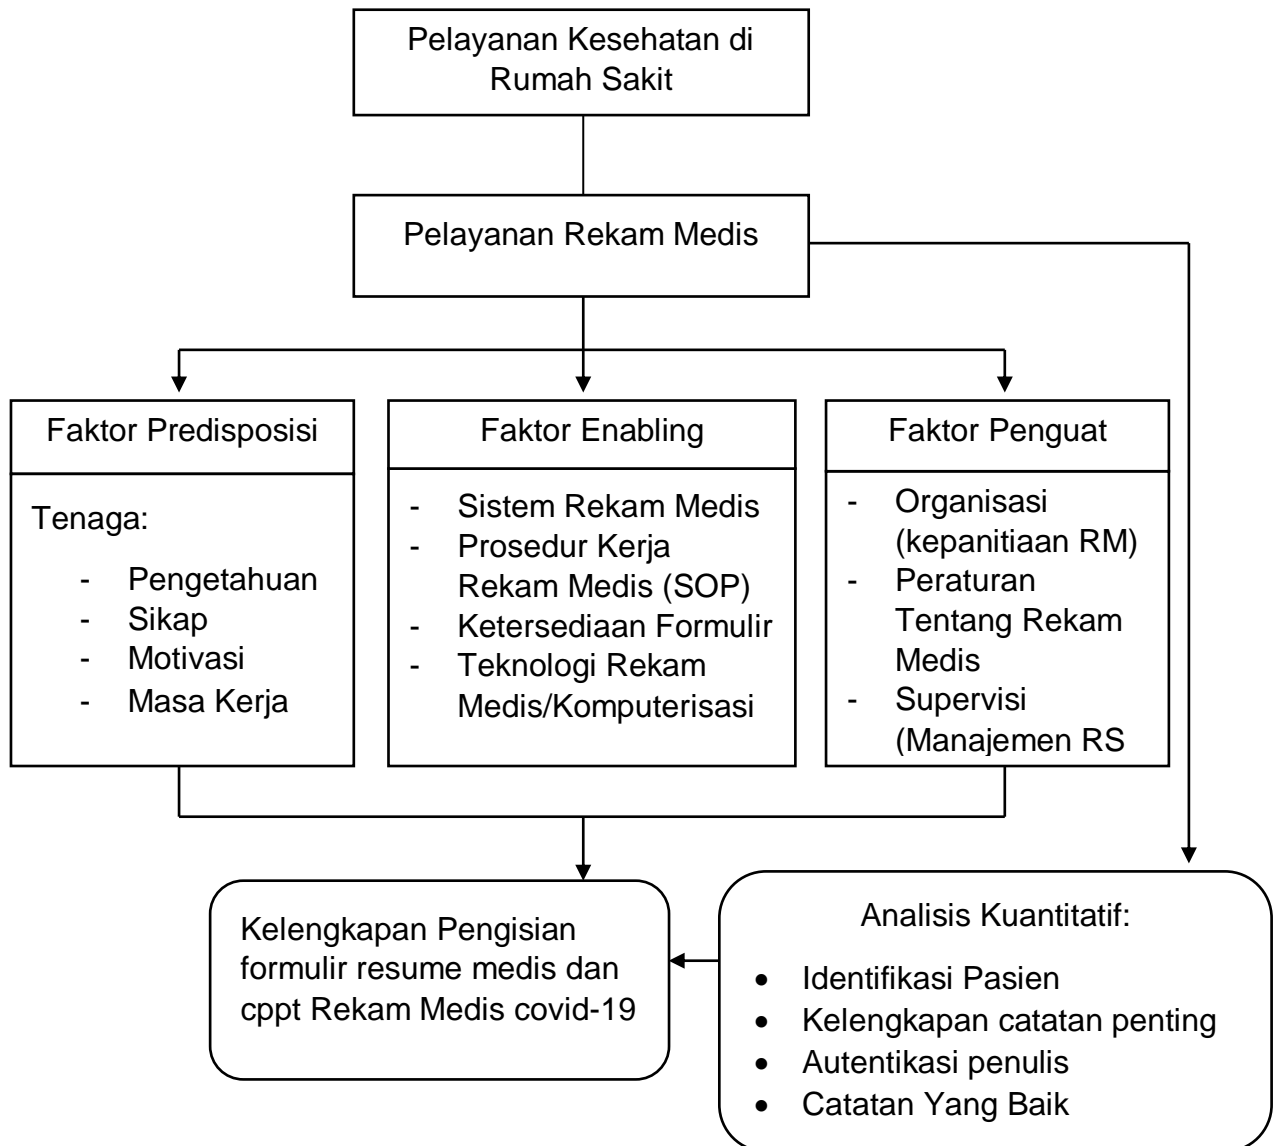 Pelayanan Kesehatan di
Rumah Sakit
Pelayanan Rekam Medis
Faktor Predisposisi
Tenaga:
- Pengetahuan
- Sikap
- Motivasi
- Masa Kerja
Faktor Enabling
- Sistem Rekam Medis
- Prosedur Kerja
Rekam Medis (SOP)
- Ketersediaan Formulir
- Teknologi Rekam
Medis/Komputerisasi
Faktor Penguat
- Organisasi
(kepanitiaan RM)
- Peraturan
Tentang Rekam
Medis
- Supervisi
(Manajemen RS
Kelengkapan Pengisian
formulir resume medis dan
cppt Rekam Medis covid-19
Analisis Kuantitatif:
• Identifikasi Pasien
• Kelengkapan catatan penting
• Autentikasi penulis
• Catatan Yang Baik